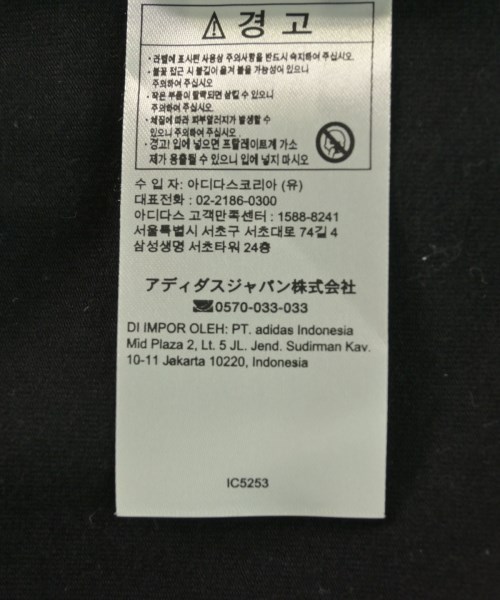 ⚠ 경 고
· 라벨에 표시된 사용상 주의사항을 반드시 숙지하여 주십시오.
· 불꽃 접근 시 불길이 옮겨 붙을 가능성이 있으니
주의하여 주십시오.
· 작은 부품이 탈락되면 삼킬 수 있으니
주의하여 주십시오.
· 체질에 따라 피부알러지가 발생할 수
있으니 주의하여 주십시오.
· 경고! 입에 넣으면 프탈레이트계 가소
제가 용출될 수 있으니 입에 넣지 마시오
수 입 자: 아디다스코리아 (유)
대표전화 : 02-2186-0300
아디다스 고객만족센터 : 1588-8241
서울특별시 서초구 서초대로 74길 4
삼성생명 서초타워 24층
アディダスジャパン株式会社
0570-033-033
DI IMPOR OLEH: PT. adidas Indonesia
Mid Plaza 2, Lt. 5 JL. Jend. Sudirman Kav.
10-11 Jakarta 10220, Indonesia
IC5253